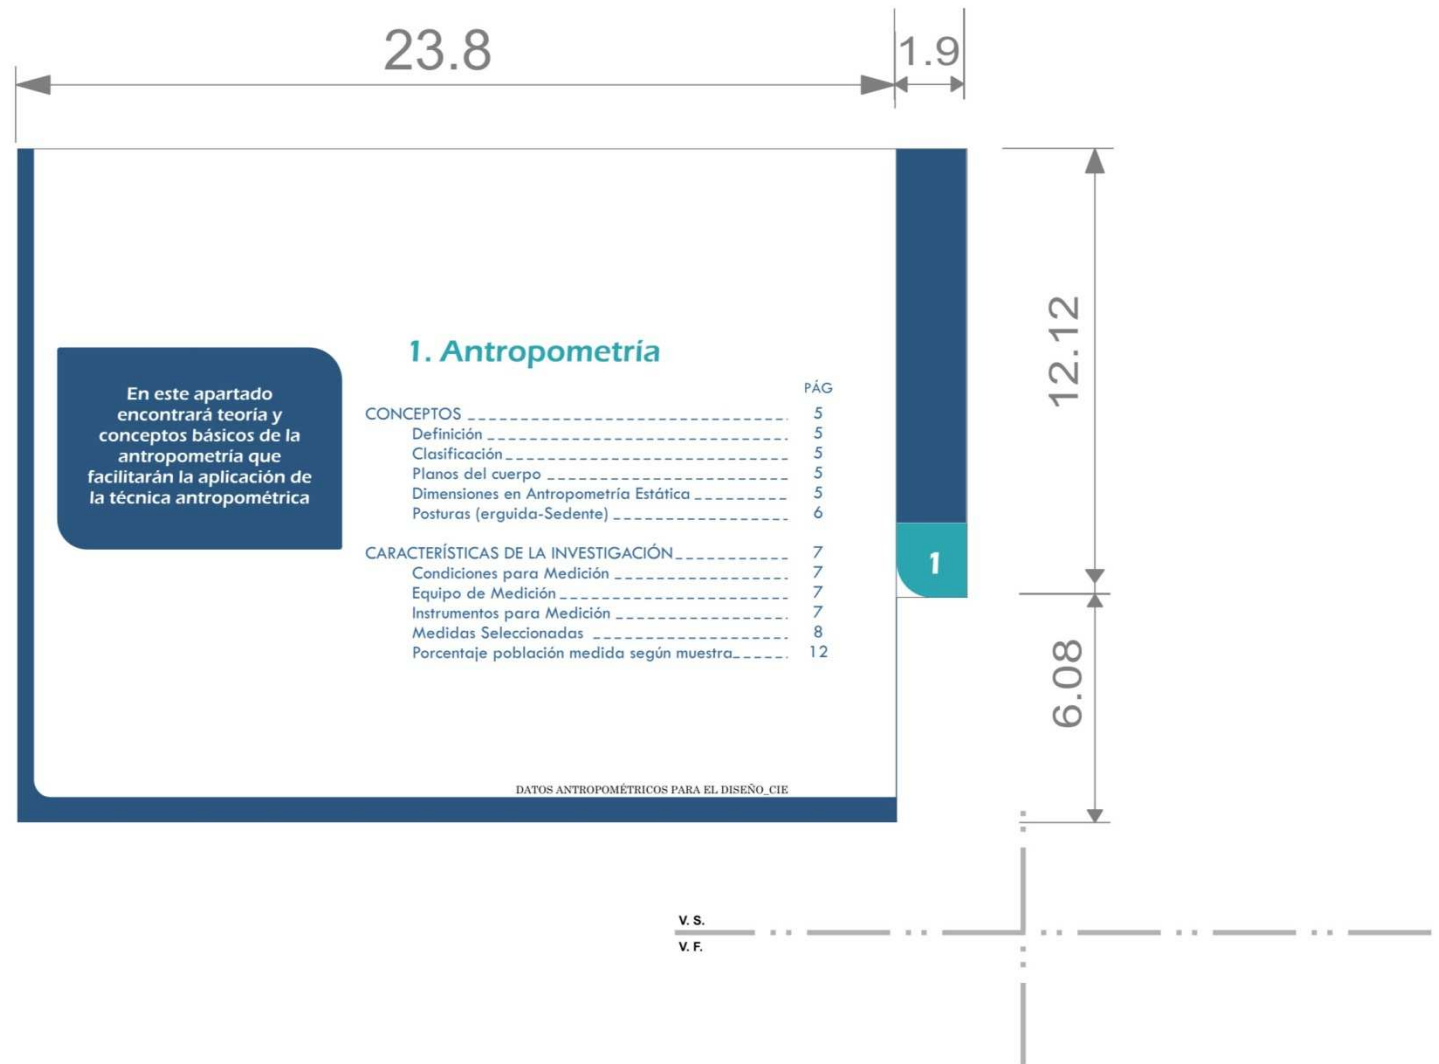 23.8
1.9
12.12
6.08
En este apartado
encontrará teoría y
conceptos básicos de la
antropometría que
facilitarán la aplicación de
la técnica antropométrica
1. Antropometría
PÁG
CONCEPTOS 5
Definición 5
Clasificación 5
Planos del cuerpo 5
Dimensiones en Antropometría Estática 5
Posturas (erguida-Sedente) 6
CARACTERÍSTICAS DE LA INVESTIGACIÓN 7
Condiciones para Medición 7
Equipo de Medición 7
Instrumentos para Medición 7
Medidas Seleccionadas 8
Porcentaje población medida según muestra 12
1
DATOS ANTROPOMÉTRICOS PARA EL DISEÑO_CIE
V. S.
V. F.